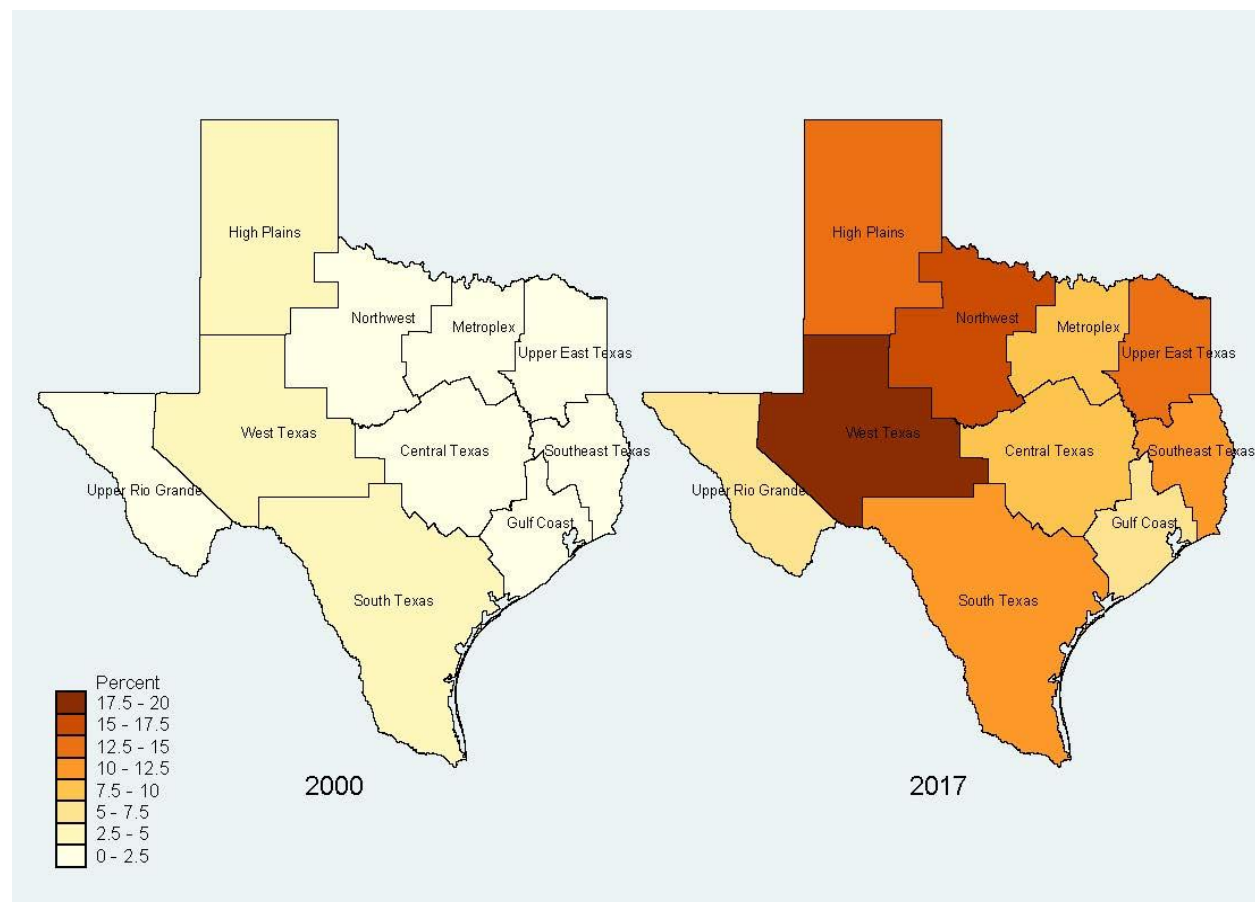 High Plains
Northwest
Metroplex
Upper East Texas
West Texas
Central Texas
Southeast Texas
Upper Rio Grande
Gulf Coast
South Texas
Percent
17.5 - 20
15 - 17.5
12.5 - 15
10 - 12.5
7.5 - 10
5 - 7.5
2.5 - 5
0 - 2.5
2000
High Plains
Northwest
Metroplex
Upper East Texas
West Texas
Central Texas
Southeast Texas
Upper Rio Grande
Gulf Coast
South Texas
2017